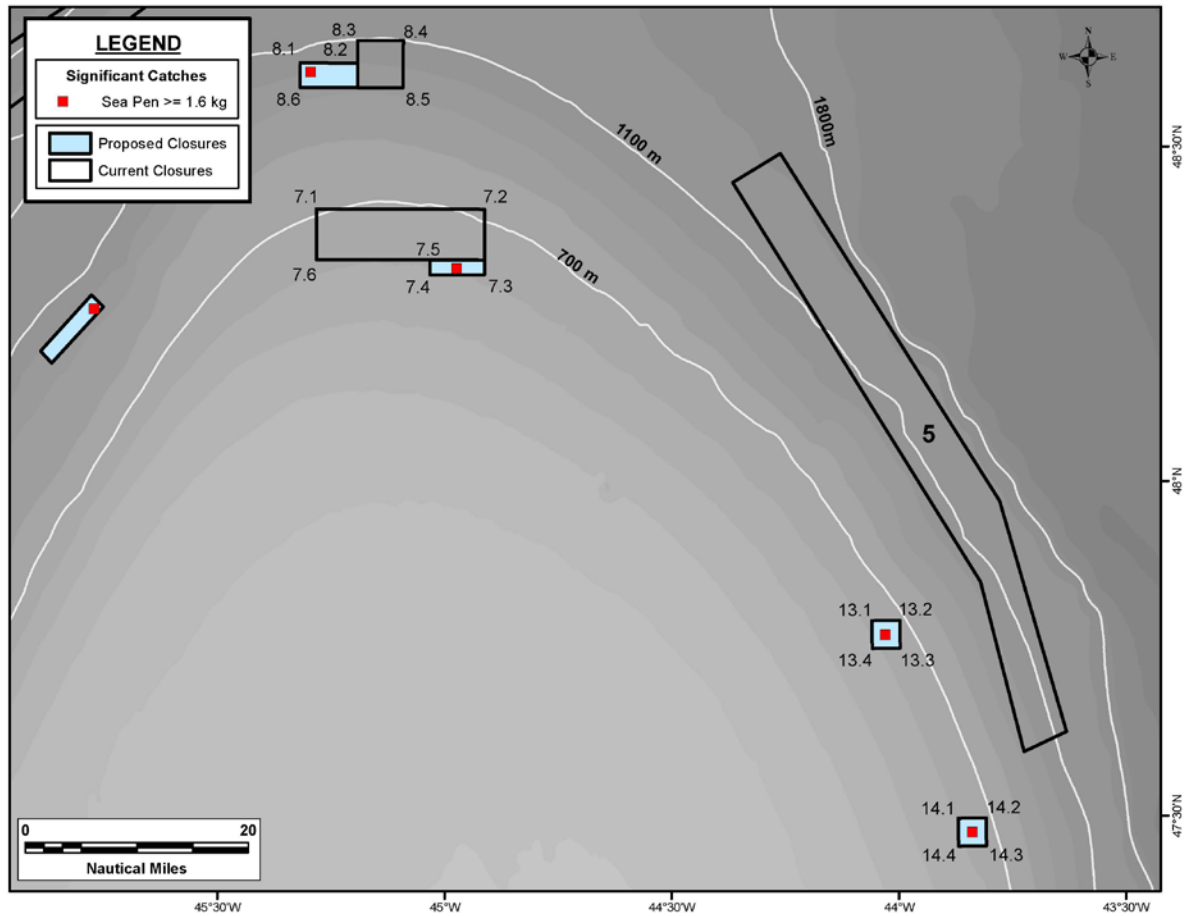 LEGEND
Significant Catches
Sea Pen >= 1.6 kg
Proposed Closures
Current Closures
8.3 8.4
8.1 8.2
8.6 8.5
N
W E
S
1800m
1100 m
48°30'N
7.1 7.2
7.5
7.6 7.4 7.3
700 m
5
48°N
13.1 13.2
13.4 13.3
14.1 14.2
14.4 14.3
47°30'N
0 20
Nautical Miles
45°30'W 45°W 44°30'W 44°W 43°30'W